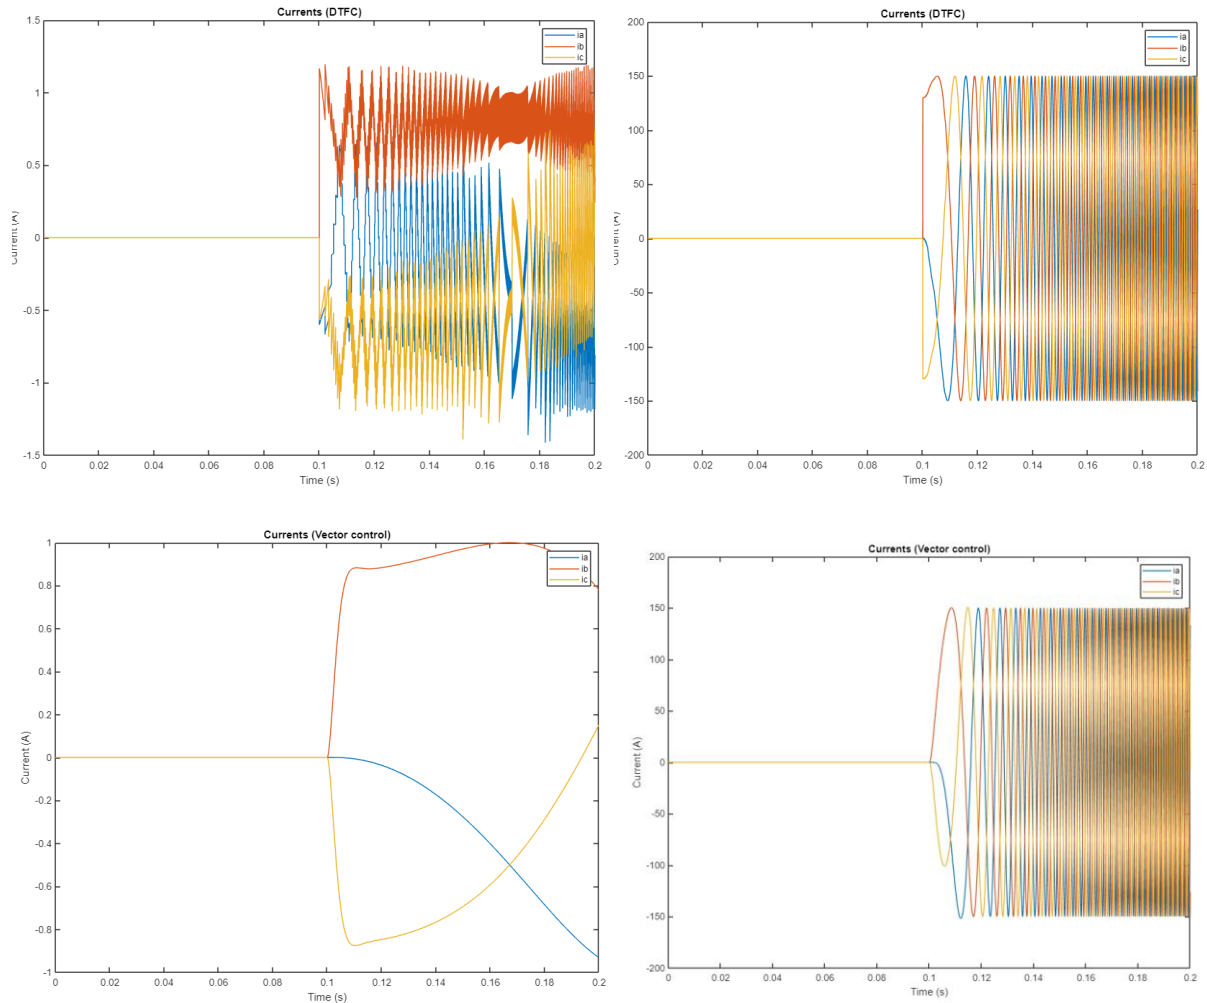 Currents (DTFC)
1.5
1
0.5
0
-0.5
-1
-1.5
Current (A)
0 0.02 0.04 0.06 0.08 0.1 0.12 0.14 0.16 0.18 0.2
Time (s)
ia
ib
ic
Currents (DTFC)
200
150
100
50
0
-50
-100
-150
-200
Current (A)
0 0.02 0.04 0.06 0.08 0.1 0.12 0.14 0.16 0.18 0.2
Time (s)
ia
ib
ic
Currents (Vector control)
1
0.8
0.6
0.4
0.2
0
-0.2
-0.4
-0.6
-0.8
-1
Current (A)
0 0.02 0.04 0.06 0.08 0.1 0.12 0.14 0.16 0.18 0.2
Time (s)
ia
ib
ic
Currents (Vector control)
200
150
100
50
0
-50
-100
-150
-200
Current (A)
0 0.02 0.04 0.06 0.08 0.1 0.12 0.14 0.16 0.18 0.2
Time (s)
ia
ib
ic